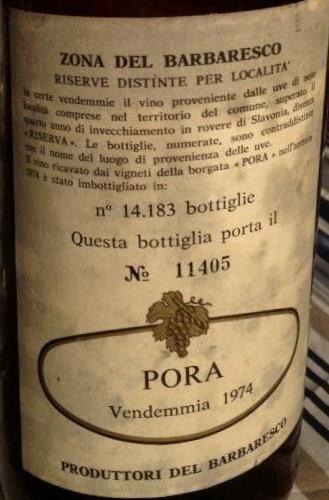 ZONA DEL BARBARESCO
RISERVE DISTINTE PER LOCALITA'
In certe vendemmie il vino proveniente dalle uve di note
località comprese nel territorio del comune, superato il
quarto anno di invecchiamento in rovere di Slavonia, diventa
«RISERVA». Le bottiglie, numerate, sono contraddistinte
con il nome del luogo di provenienza delle uve.
Il vino ricavato dai vigneti della borgata «PORA» nell'annata
1974 è stato imbottigliato in:
n° 14.183 bottiglie
Questa bottiglia porta il
№ 11405
PORA
Vendemmia 1974
PRODUTTORI DEL BARBARESCO